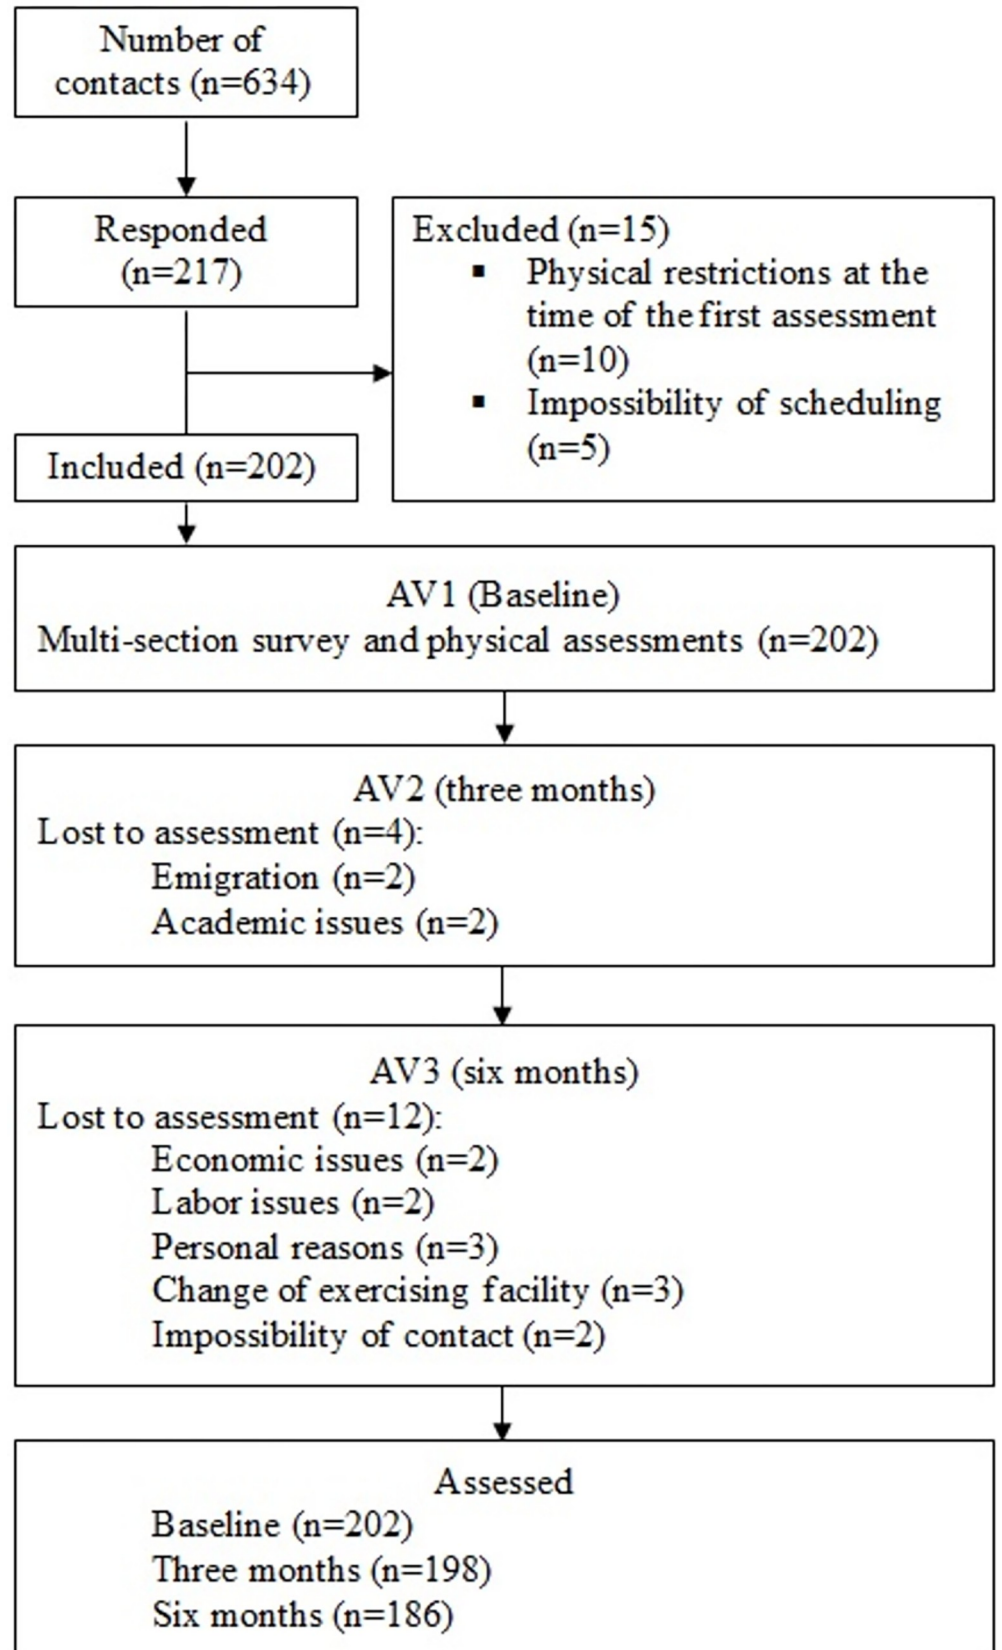 Number of
contacts (n=634)
Responded
(n=217)
Excluded (n=15)
▪ Physical restrictions at the
time of the first assessment
(n=10)
▪ Impossibility of scheduling
(n=5)
Included (n=202)
AV1 (Baseline)
Multi-section survey and physical assessments (n=202)
AV2 (three months)
Lost to assessment (n=4):
Emigration (n=2)
Academic issues (n=2)
AV3 (six months)
Lost to assessment (n=12):
Economic issues (n=2)
Labor issues (n=2)
Personal reasons (n=3)
Change of exercising facility (n=3)
Impossibility of contact (n=2)
Assessed
Baseline (n=202)
Three months (n=198)
Six months (n=186)